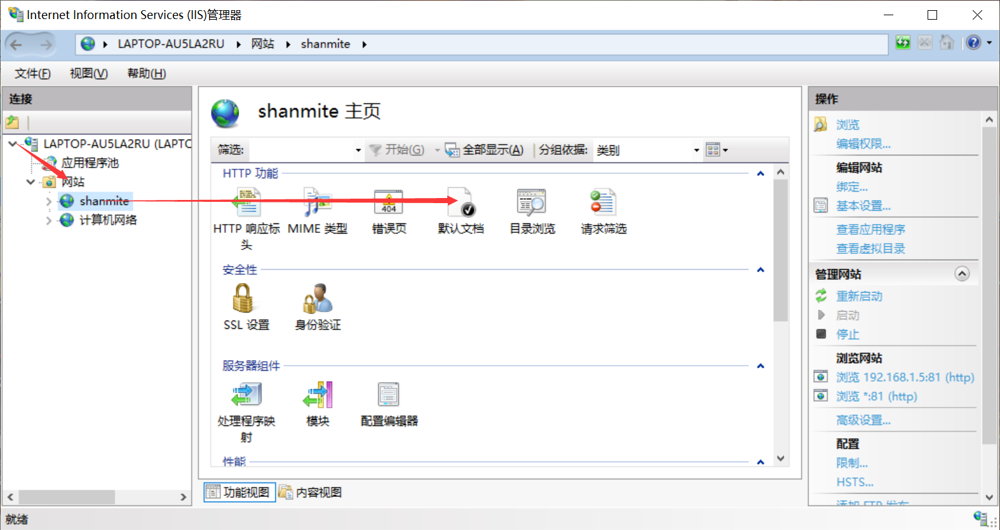 Internet Information Services (IIS)管理器
LAPTOP-AU5LA2RU 网站 shanmite
文件(F) 视图(V) 帮助(H)
连接
LAPTOP-AU5LA2RU (LAPTO
应用程序池
网站
shanmite
计算机网络
shanmite 主页
筛选: 开始(G) 全部显示(A) 分组依据: 类别
HTTP 功能
404
HTTP 响应标头
MIME 类型
错误页
默认文档
目录浏览
请求筛选
安全性
SSL 设置
身份验证
服务器组件
处理程序映射
模块
配置编辑器
性能
功能视图 内容视图
操作
浏览
编辑权限...
编辑网站
绑定...
基本设置...
查看应用程序
查看虚拟目录
管理网站
重新启动
启动
停止
浏览网站
浏览 192.168.1.5:81 (http)
浏览 *:81 (http)
高级设置...
配置
限制...
HSTS...
添加 FTP 发布
就绪